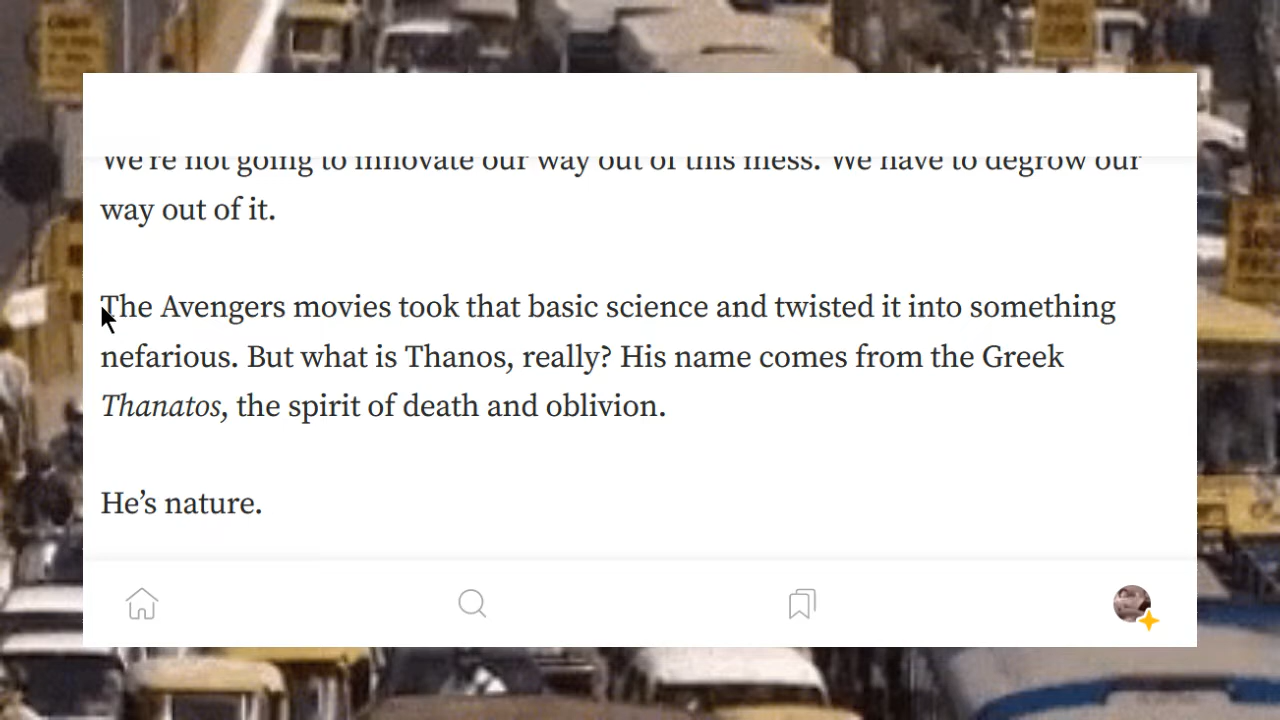 We're not going to innovate our way out of this mess. We have to degrow our
way out of it.
The Avengers movies took that basic science and twisted it into something
nefarious. But what is Thanos, really? His name comes from the Greek
Thanatos, the spirit of death and oblivion.
He's nature.